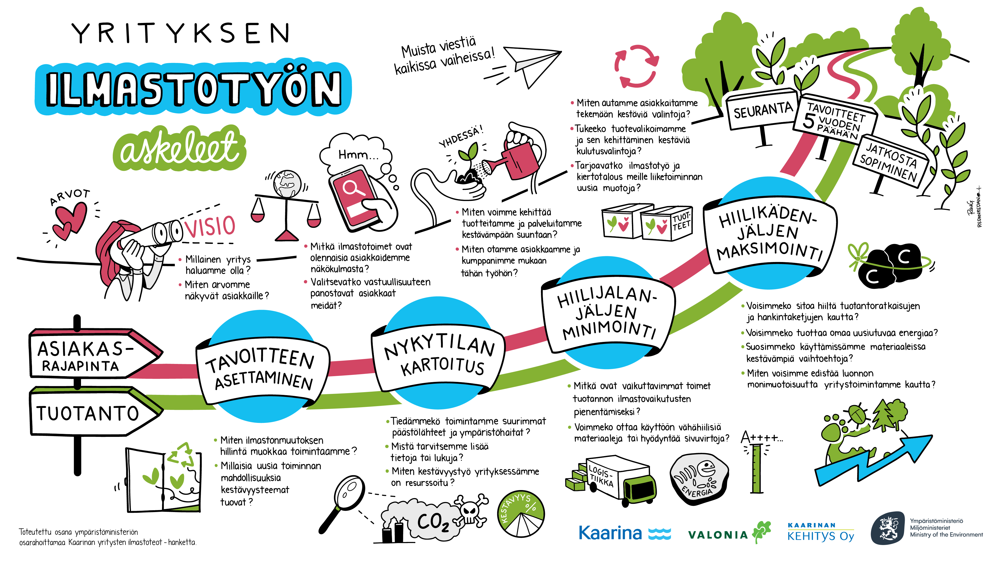 YRITYKSEN
ILMASTOTYÖN
askeleet
Muista viestiä
kaikissa vaiheissa!
ARVOT
VISIO
• Millainen yritys
haluamme olla?
• Miten arvomme
näkyvät asiakkaille?
Hmm...
• Mitkä ilmastotoimet ovat
olennaisia asiakkaidemme
näkökulmasta?
• Valitsevatko vastuullisuuteen
panostavat asiakkaat
meidät?
YHDESSÄ!
• Miten voimme kehittää
tuotteitamme ja palveluitamme
kestävämpään suuntaan?
• Miten otamme asiakkaamme ja
kumppanimme mukaan
tähän työhön?
• Miten autamme asiakkaitamme
tekemään kestäviä valintoja?
• Tukeeko tuotevalikoimamme
ja sen kehittäminen kestäviä
kulutusvalintoja?
• Tarjoavatko ilmastotyö ja
kiertotalous meille liiketoiminnan
uusia muotoja?
TUOT-
TEET
SEURANTA
TAVOITTEET
5 VUODEN
PÄÄHÄN
JATKOSTA
SOPIMINEN
RékaG.
REDANREDAN
ASIAKAS-
RAJAPINTA
TUOTANTO
TAVOITTEEN
ASETTAMINEN
NYKYTILAN
KARTOITUS
HIILIJALAN-
JÄLJEN
MINIMOINTI
HIILIKÄDEN-
JÄLJEN
MAKSIMOINTI
C
C
• Miten ilmastonmuutoksen
hillintä muokkaa toimintaamme?
• Millaisia uusia toiminnan
mahdollisuuksia
kestävyysteemat
tuovat?
• Tiedämmekö toimintamme suurimmat
päästölähteet ja ympäristöhaitat?
• Mistä tarvitsemme lisää
tietoja tai lukuja?
• Miten kestävyystyö yrityksessämme
on resurssoitu?
CO2
KESTÄVYYS
%
• Mitkä ovat vaikuttavimmat toimet
tuotannon ilmastovaikutusten
pienentämiseksi?
• Voimmeko ottaa käyttöön vähähiilisiä
materiaaleja tai hyödyntää sivuvirtoja?
LOGIS-
TIIKKA
ENERGIA
A++++...
• Voisimmeko sitoa hiiltä tuotantoratkaisujen
ja hankintaketjujen kautta?
• Voisimmeko tuottaa omaa uusiutuvaa energiaa?
• Suosimmeko käyttämissämme materiaaleissa
kestävämpiä vaihtoehtoja?
• Miten voisimme edistää luonnon
monimuotoisuutta yritystoimintamme kautta?
Toteutettu osana ympäristöministeriön
osarahoittamaa Kaarinan yritysten ilmastoteot - hanketta.
Kaarina
VALONIA
KAARINAN
KEHITYS Oy
Ympäristöministeriö
Miljöministeriet
Ministry of the Environment